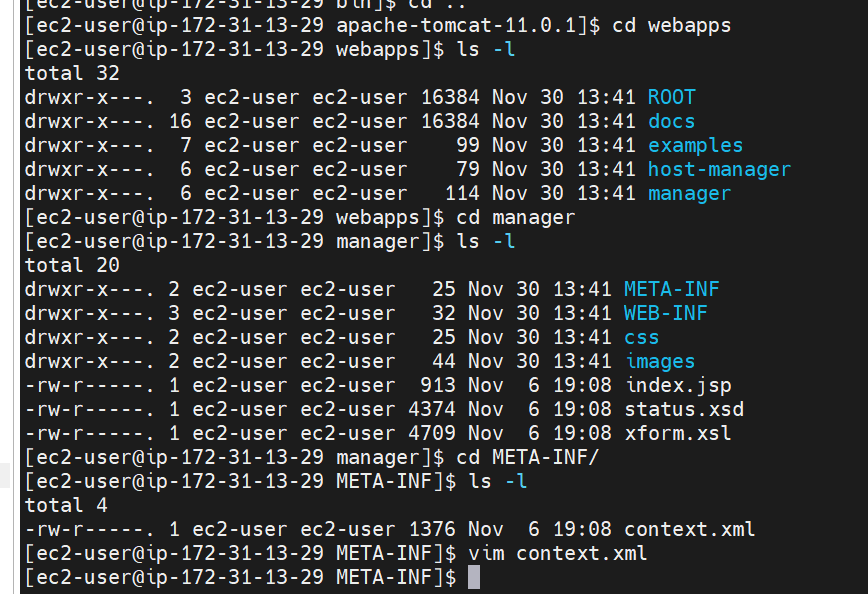 [ec2-user@ip-172-31-13-29 bin]$ cd ..
[ec2-user@ip-172-31-13-29 apache-tomcat-11.0.1]$ cd webapps
[ec2-user@ip-172-31-13-29 webapps]$ ls -l
total 32
drwxr-x---.  3 ec2-user ec2-user 16384 Nov 30 13:41 ROOT
drwxr-x---. 16 ec2-user ec2-user 16384 Nov 30 13:41 docs
drwxr-x---.  7 ec2-user ec2-user    99 Nov 30 13:41 examples
drwxr-x---.  6 ec2-user ec2-user    79 Nov 30 13:41 host-manager
drwxr-x---.  6 ec2-user ec2-user   114 Nov 30 13:41 manager
[ec2-user@ip-172-31-13-29 webapps]$ cd manager
[ec2-user@ip-172-31-13-29 manager]$ ls -l
total 20
drwxr-x---. 2 ec2-user ec2-user   25 Nov 30 13:41 META-INF
drwxr-x---. 3 ec2-user ec2-user   32 Nov 30 13:41 WEB-INF
drwxr-x---. 2 ec2-user ec2-user   25 Nov 30 13:41 css
drwxr-x---. 2 ec2-user ec2-user   44 Nov 30 13:41 images
-rw-r-----. 1 ec2-user ec2-user  913 Nov  6 19:08 index.jsp
-rw-r-----. 1 ec2-user ec2-user 4374 Nov  6 19:08 status.xsd
-rw-r-----. 1 ec2-user ec2-user 4709 Nov  6 19:08 xform.xsl
[ec2-user@ip-172-31-13-29 manager]$ cd META-INF/
[ec2-user@ip-172-31-13-29 META-INF]$ ls -l
total 4
-rw-r-----. 1 ec2-user ec2-user 1376 Nov  6 19:08 context.xml
[ec2-user@ip-172-31-13-29 META-INF]$ vim context.xml
[ec2-user@ip-172-31-13-29 META-INF]$